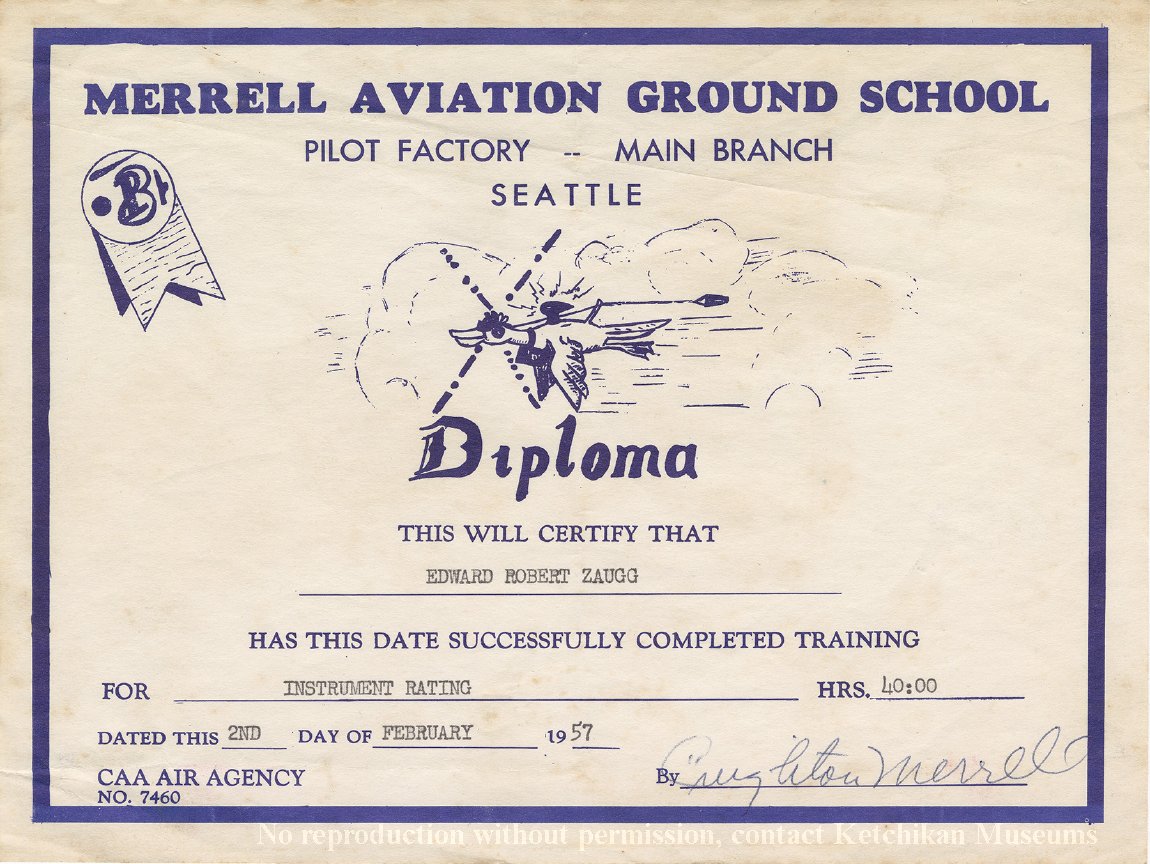 MERRELL AVIATION GROUND SCHOOL
PILOT FACTORY -- MAIN BRANCH
SEATTLE
B
Diploma
THIS WILL CERTIFY THAT
EDWARD ROBERT ZAUGG
HAS THIS DATE SUCCESSFULLY COMPLETED TRAINING
FOR INSTRUMENT RATING HRS. 40:00
DATED THIS 2ND DAY OF FEBRUARY 1957
CAA AIR AGENCY By Creighton Merrell
NO. 7460
No reproduction without permission, contact Ketchikan Museums